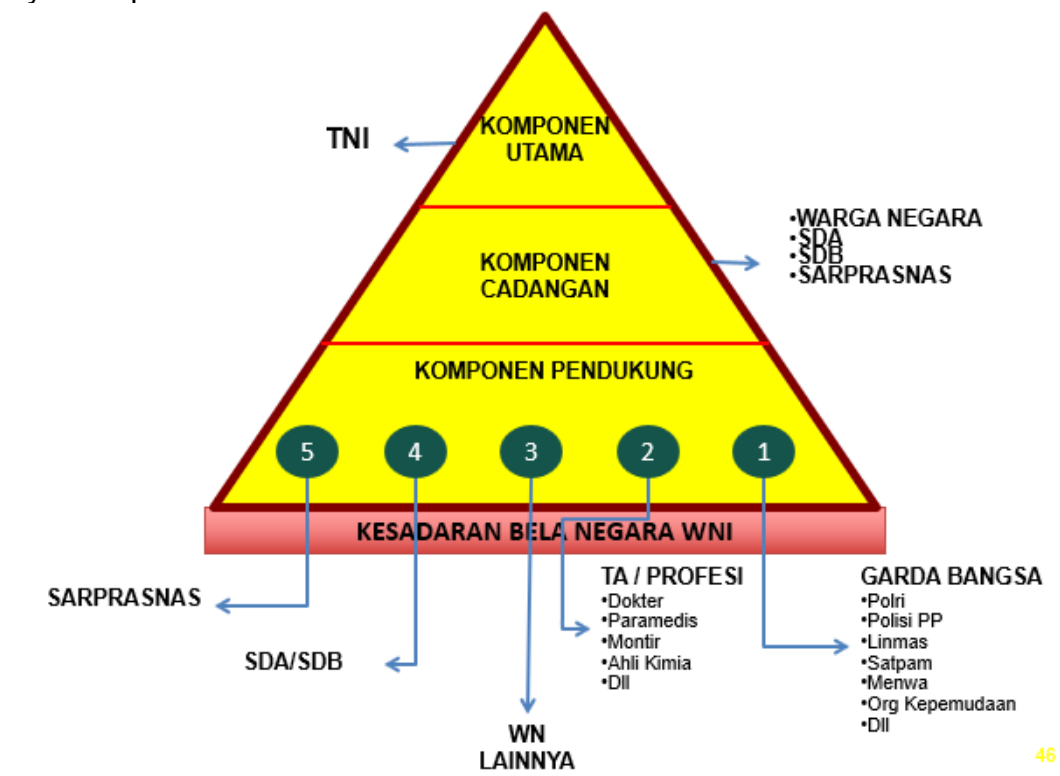 TNI
KOMPONEN
UTAMA
•WARGA NEGARA
•SDA
•SDB
•SARPRASNAS
KOMPONEN
CADANGAN
KOMPONEN PENDUKUNG
5
4
3
2
1
KESADARAN BELA NEGARA WNI
SARPRASNAS
SDA/SDB
WN
LAINNYA
TA / PROFESI
•Dokter
•Paramedis
•Montir
•Ahli Kimia
•Dll
GARDA BANGSA
•Polri
•Polisi PP
•Linmas
•Satpam
•Menwa
•Org Kepemudaan
•Dll
46